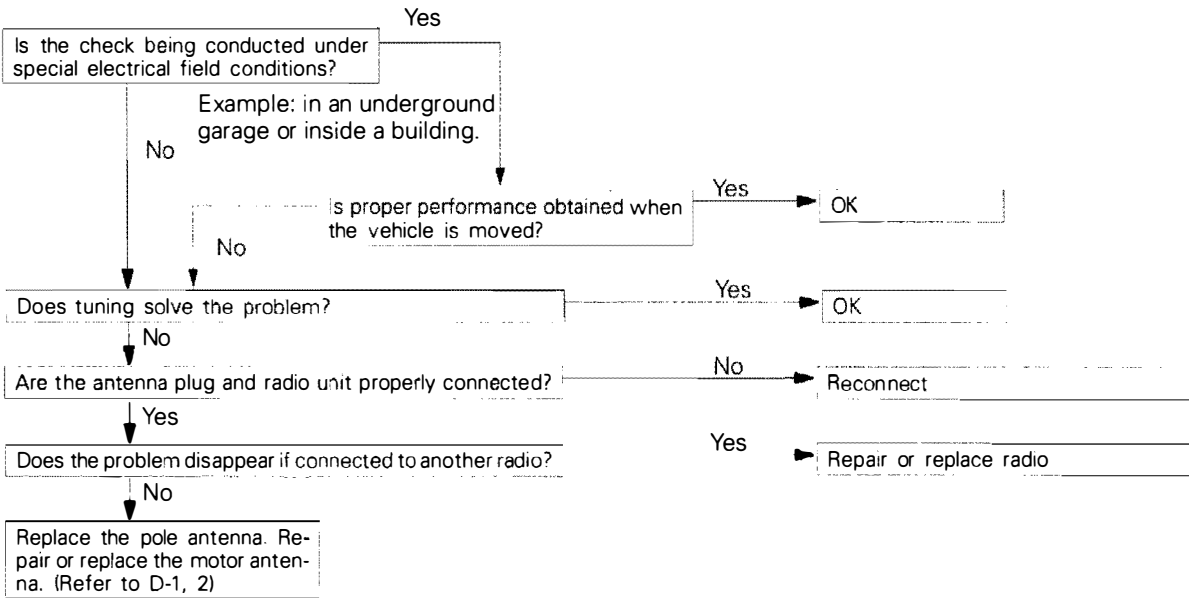 Yes
Is the check being conducted under
special electrical field conditions?
Example: in an underground
garage or inside a building.
No
Is proper performance obtained when
the vehicle is moved?
Yes
OK
No
Does tuning solve the problem?
Yes
OK
No
Are the antenna plug and radio unit properly connected?
No
Reconnect
Yes
Does the problem disappear if connected to another radio?
Yes
Repair or replace radio
No
Replace the pole antenna. Re-
pair or replace the motor anten-
na. (Refer to D-1, 2)